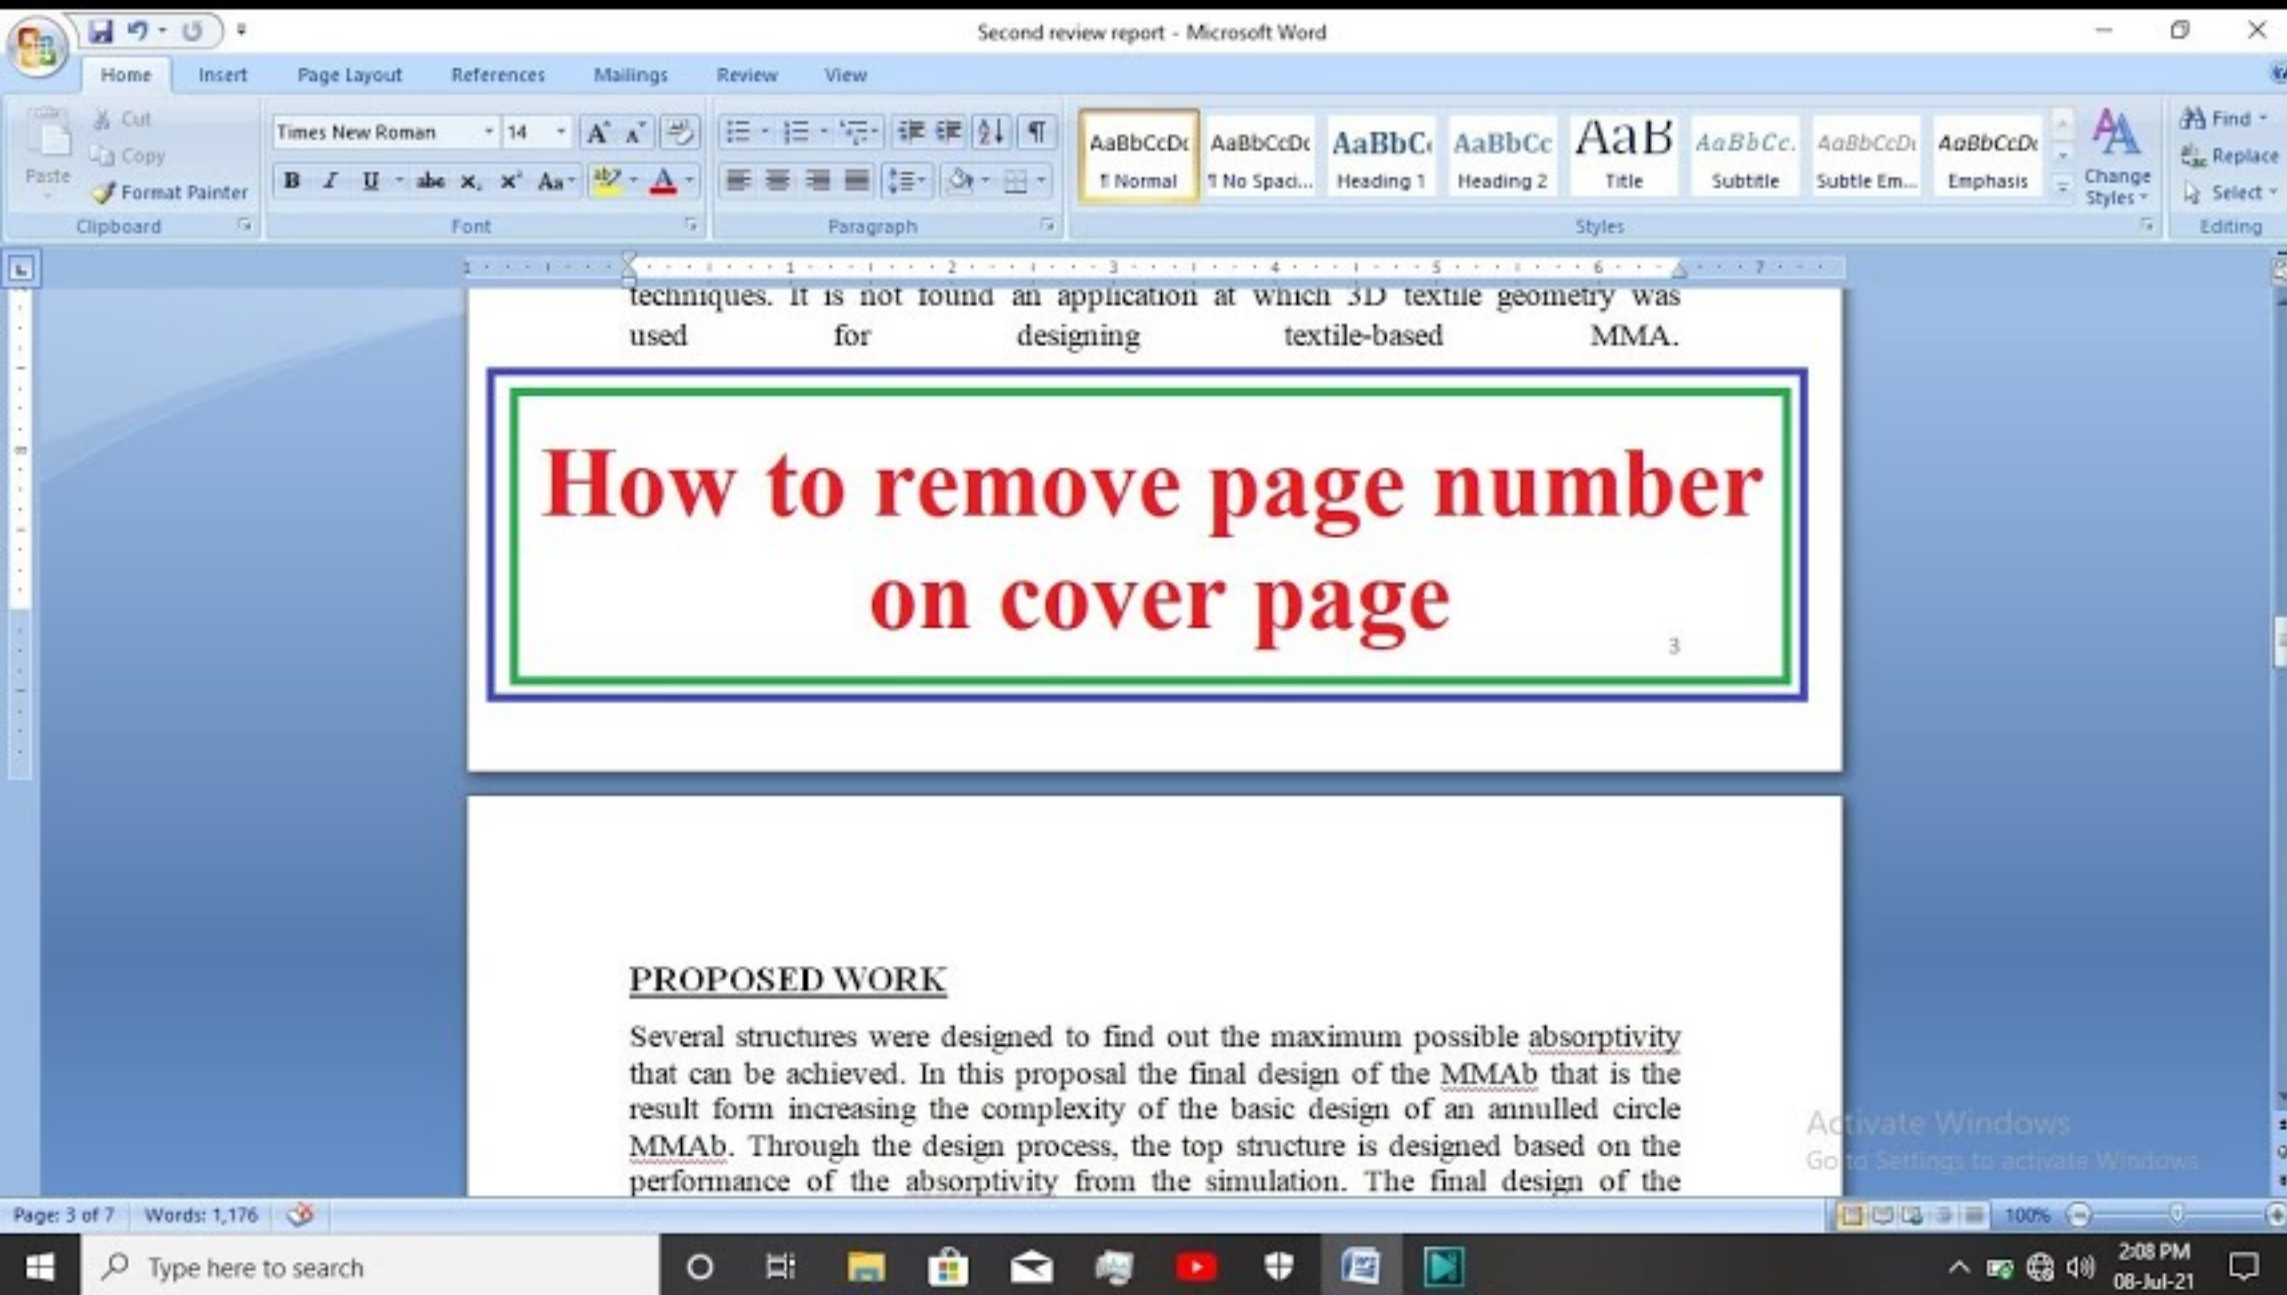 Second review report - Microsoft Word
Home Insert Page Layout References Mailings Review View
Paste
Cut
Copy
Format Painter
Clipboard
Times New Roman 14
Font
Paragraph
AaBbCcDc AaBbCcDc AaBbC AaBbCc AaB AaBbCc. AaBbCcDi AaBbCcDc
¶ Normal ¶ No Spaci... Heading 1 Heading 2 Title Subtitle Subtle Em... Emphasis
Change
Styles
Styles
Find
Replace
Select
Editing
1 1 2 3 4 5 6 7
techniques. It is not found an application at which 3D textile geometry was
used for designing textile-based MMA.
How to remove page number
on cover page
3
PROPOSED WORK
Several structures were designed to find out the maximum possible absorptivity
that can be achieved. In this proposal the final design of the MMAb that is the
result form increasing the complexity of the basic design of an annulled circle
MMAb. Through the design process, the top structure is designed based on the
performance of the absorptivity from the simulation. The final design of the
Activate Windows
Go to Settings to activate Windows
Page: 3 of 7 Words: 1,176 100%
Type here to search
2:08 PM
08-Jul-21